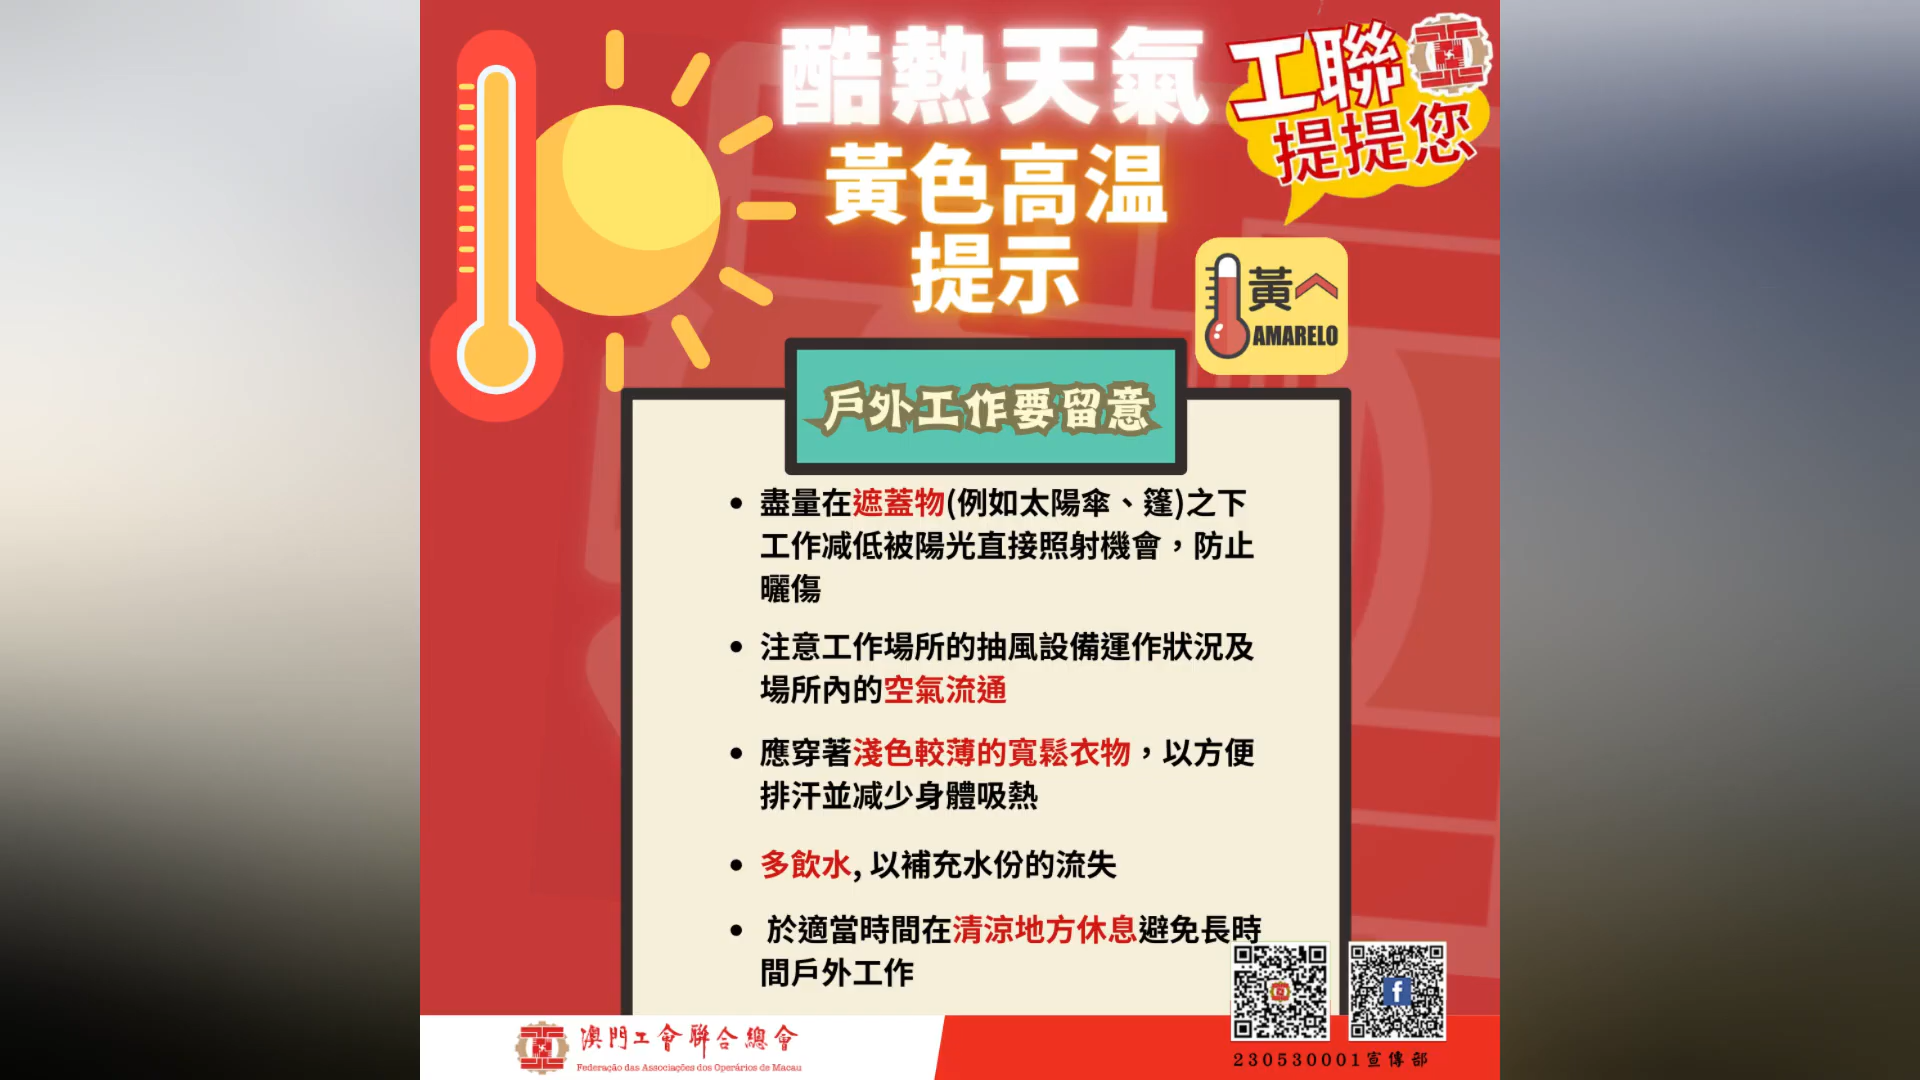 酷熱天氣
黃色高温
提示
工聯
提提您
黃
AMARELO
戶外工作要留意
• 盡量在遮蓋物(例如太陽傘、篷)之下
工作減低被陽光直接照射機會，防止
曬傷
• 注意工作場所的抽風設備運作狀況及
場所內的空氣流通
• 應穿著淺色較薄的寬鬆衣物，以方便
排汗並減少身體吸熱
• 多飲水, 以補充水份的流失
• 於適當時間在清涼地方休息避免長時
間戶外工作
澳門工會聯合總會
Federação das Associações dos Operários de Macau
230530001宣傳部